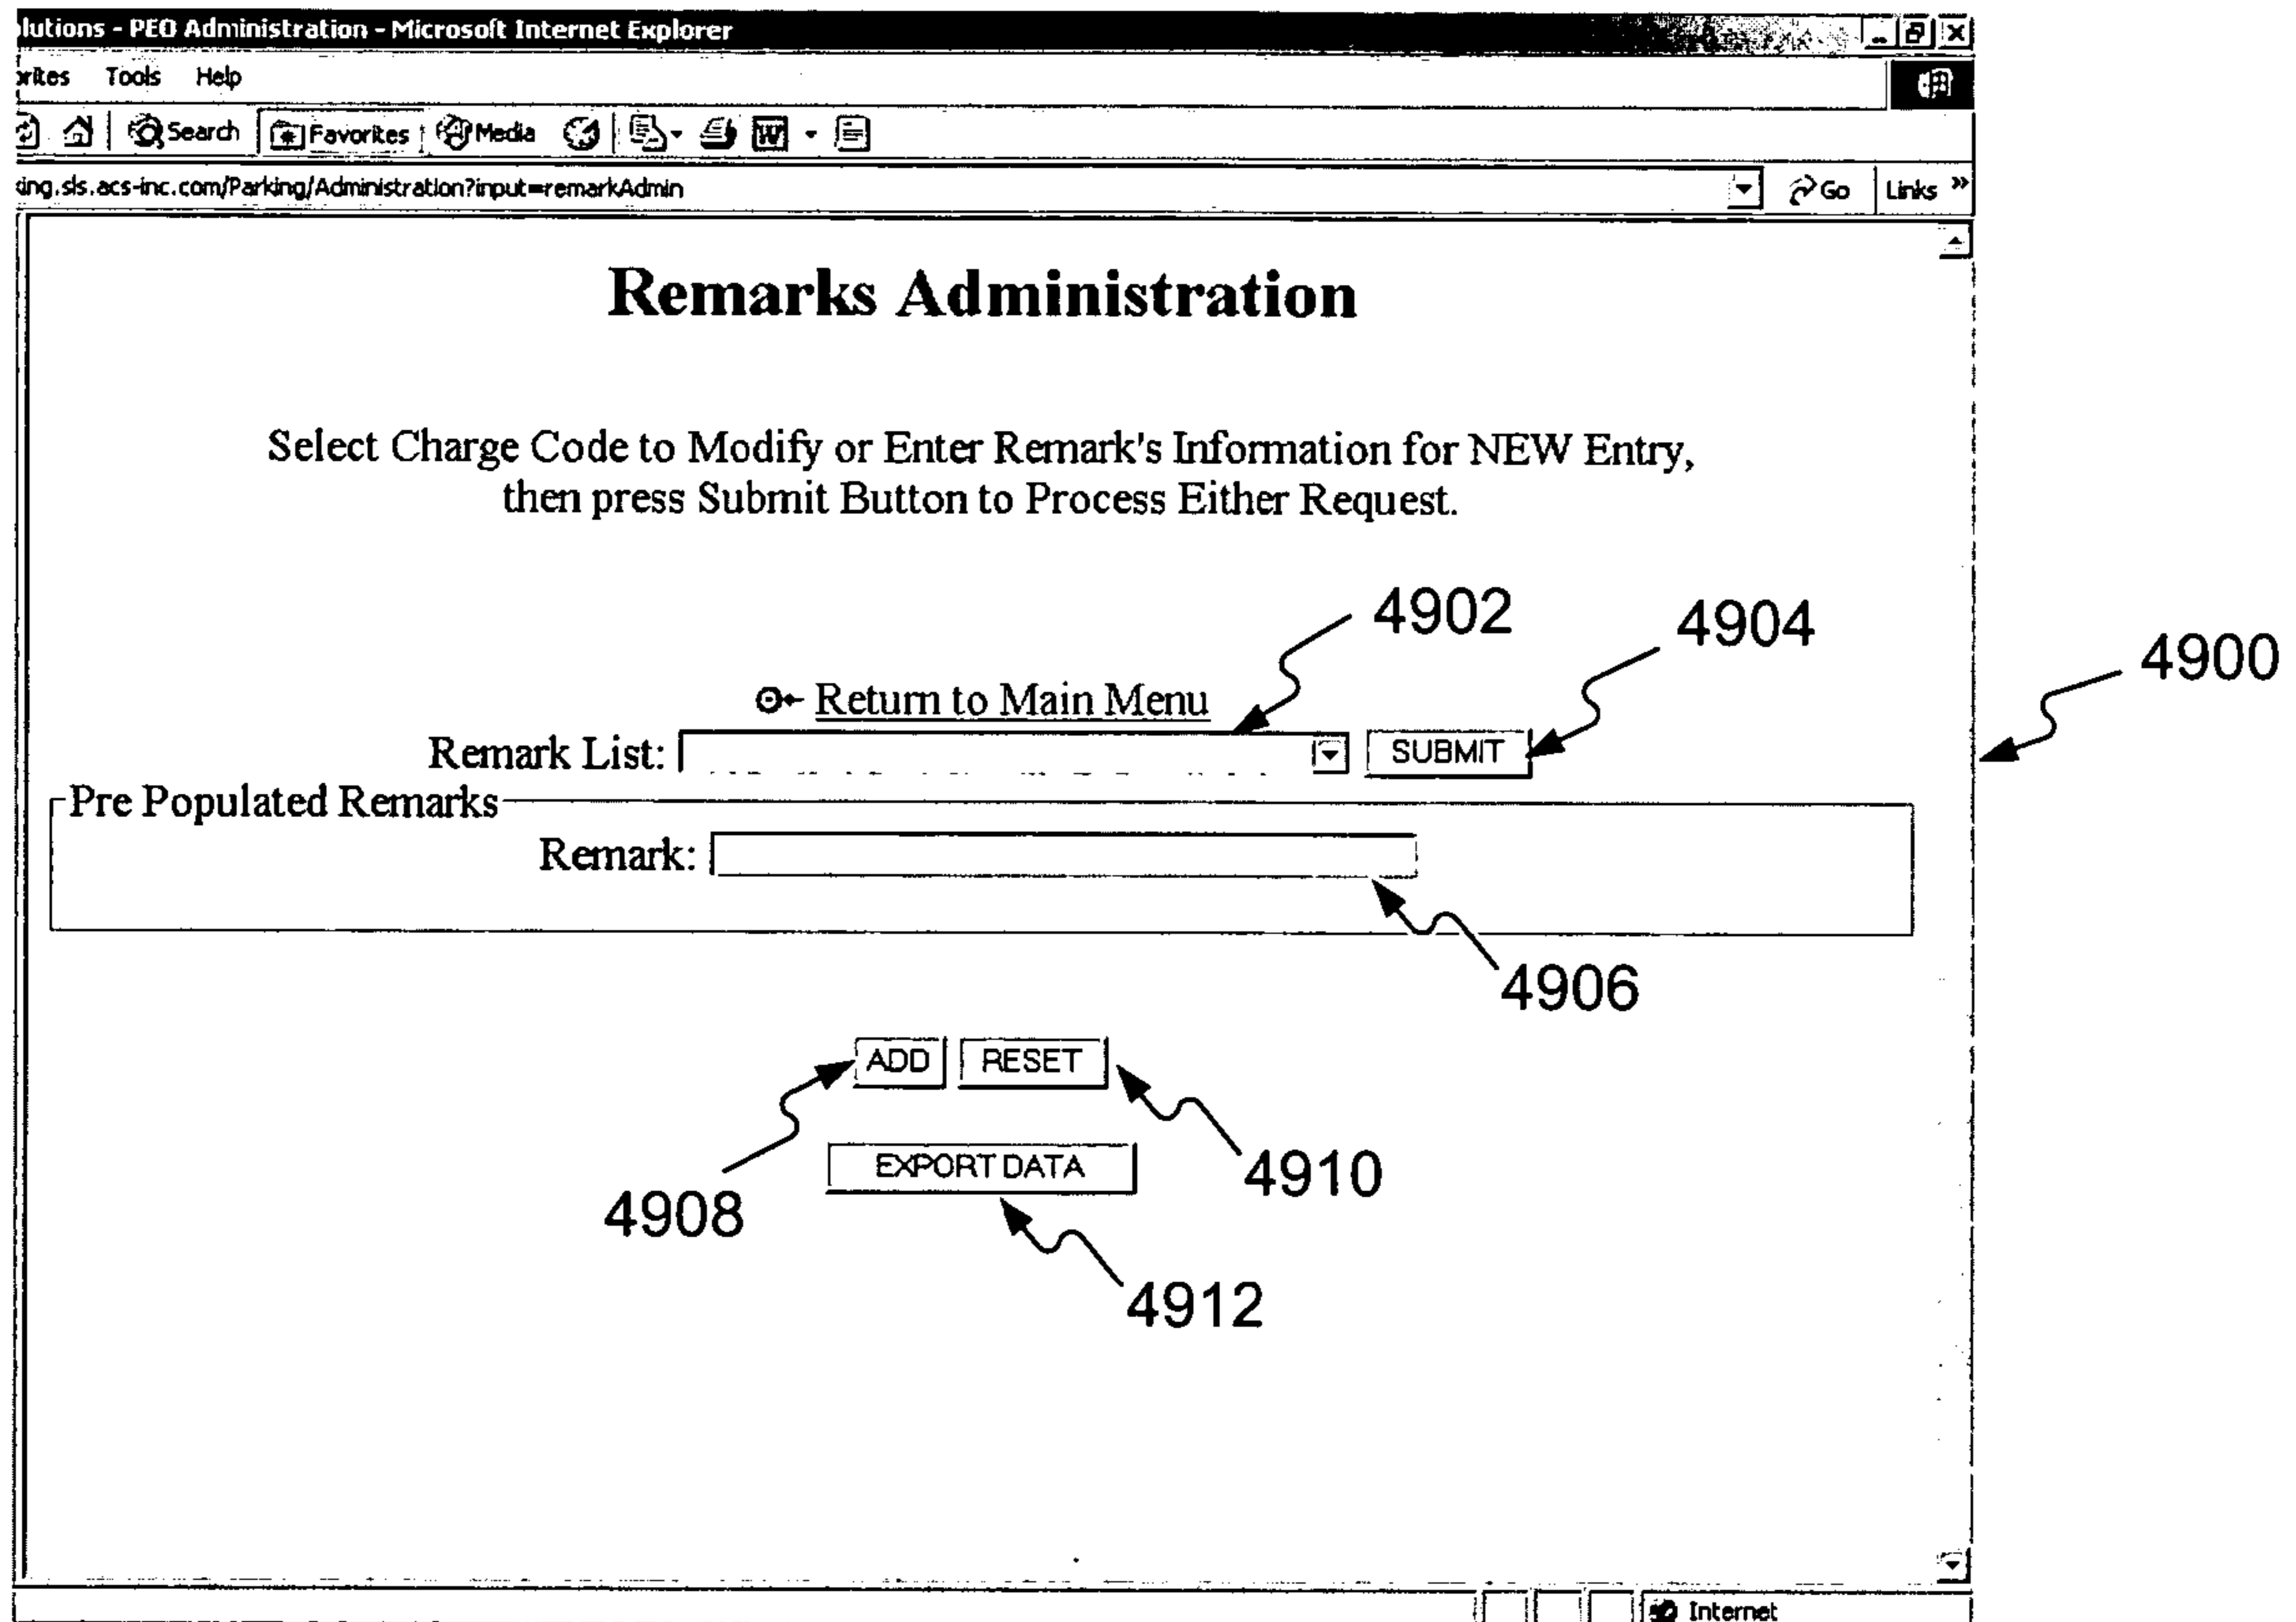 lutions - PEO Administration - Microsoft Internet Explorer
orites Tools Help
Search Favorites Media W
ing.sls.acs-inc.com/Parking/Administration?input=remarkAdmin Go Links »
Remarks Administration
Select Charge Code to Modify or Enter Remark's Information for NEW Entry,
then press Submit Button to Process Either Request.
4902
4904
4900
Return to Main Menu
Remark List: SUBMIT
Pre Populated Remarks
Remark:
4906
ADD RESET
EXPORT DATA
4910
4908
4912
Internet